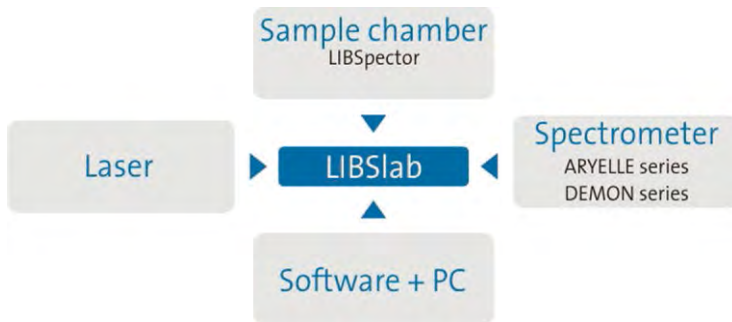 Sample chamber
LIBSpector
Laser
LIBSlab
Spectrometer
ARYELLE series
DEMON series
Software + PC